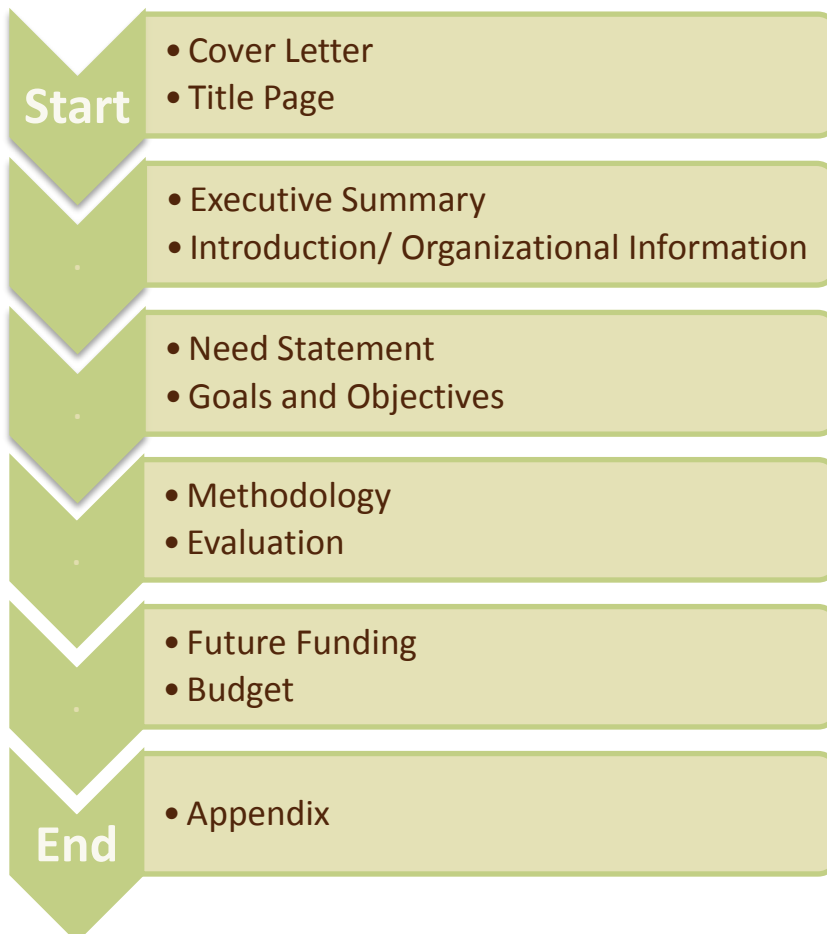 Start
• Cover Letter
• Title Page
.
• Executive Summary
• Introduction/ Organizational Information
.
• Need Statement
• Goals and Objectives
.
• Methodology
• Evaluation
.
• Future Funding
• Budget
End
• Appendix